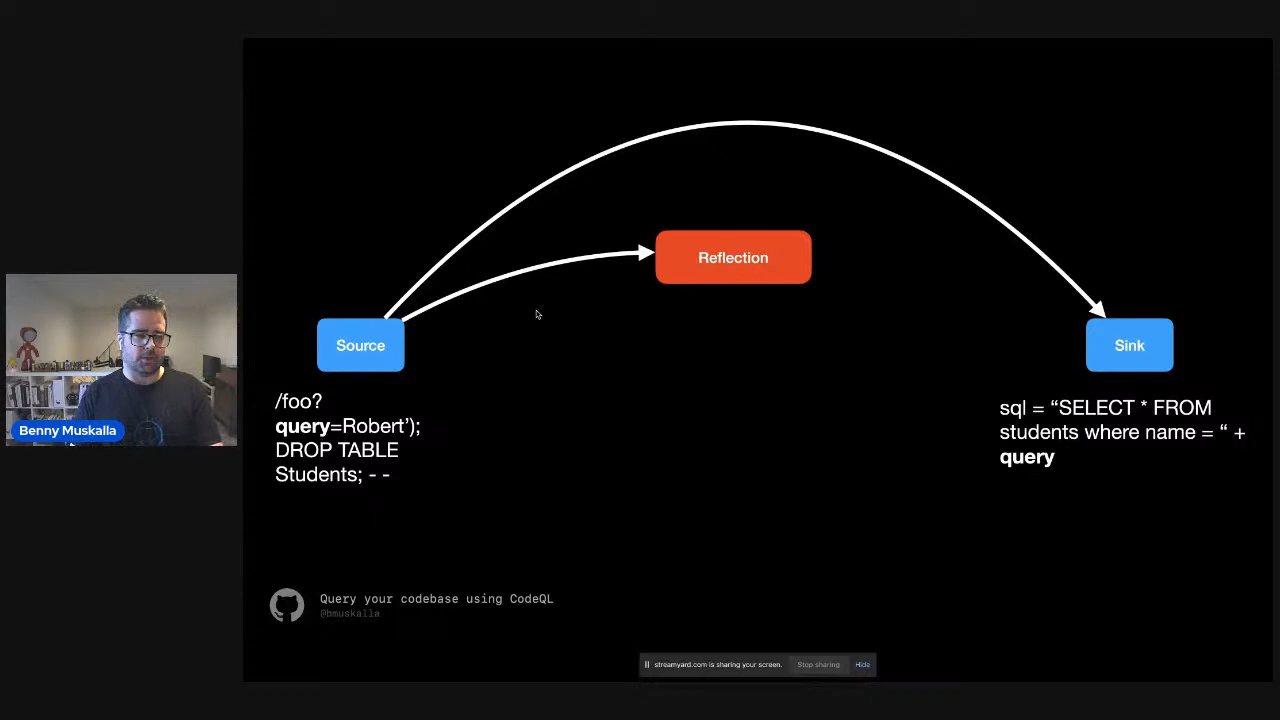 Reflection
Source
Sink
/foo?
query=Robert’);
DROP TABLE
Students; - -
sql = “SELECT * FROM
students where name = “ +
query
Benny Muskalla
Query your codebase using CodeQL
@bmuskalla
streamyard.com is sharing your screen.
Stop sharing
Hide